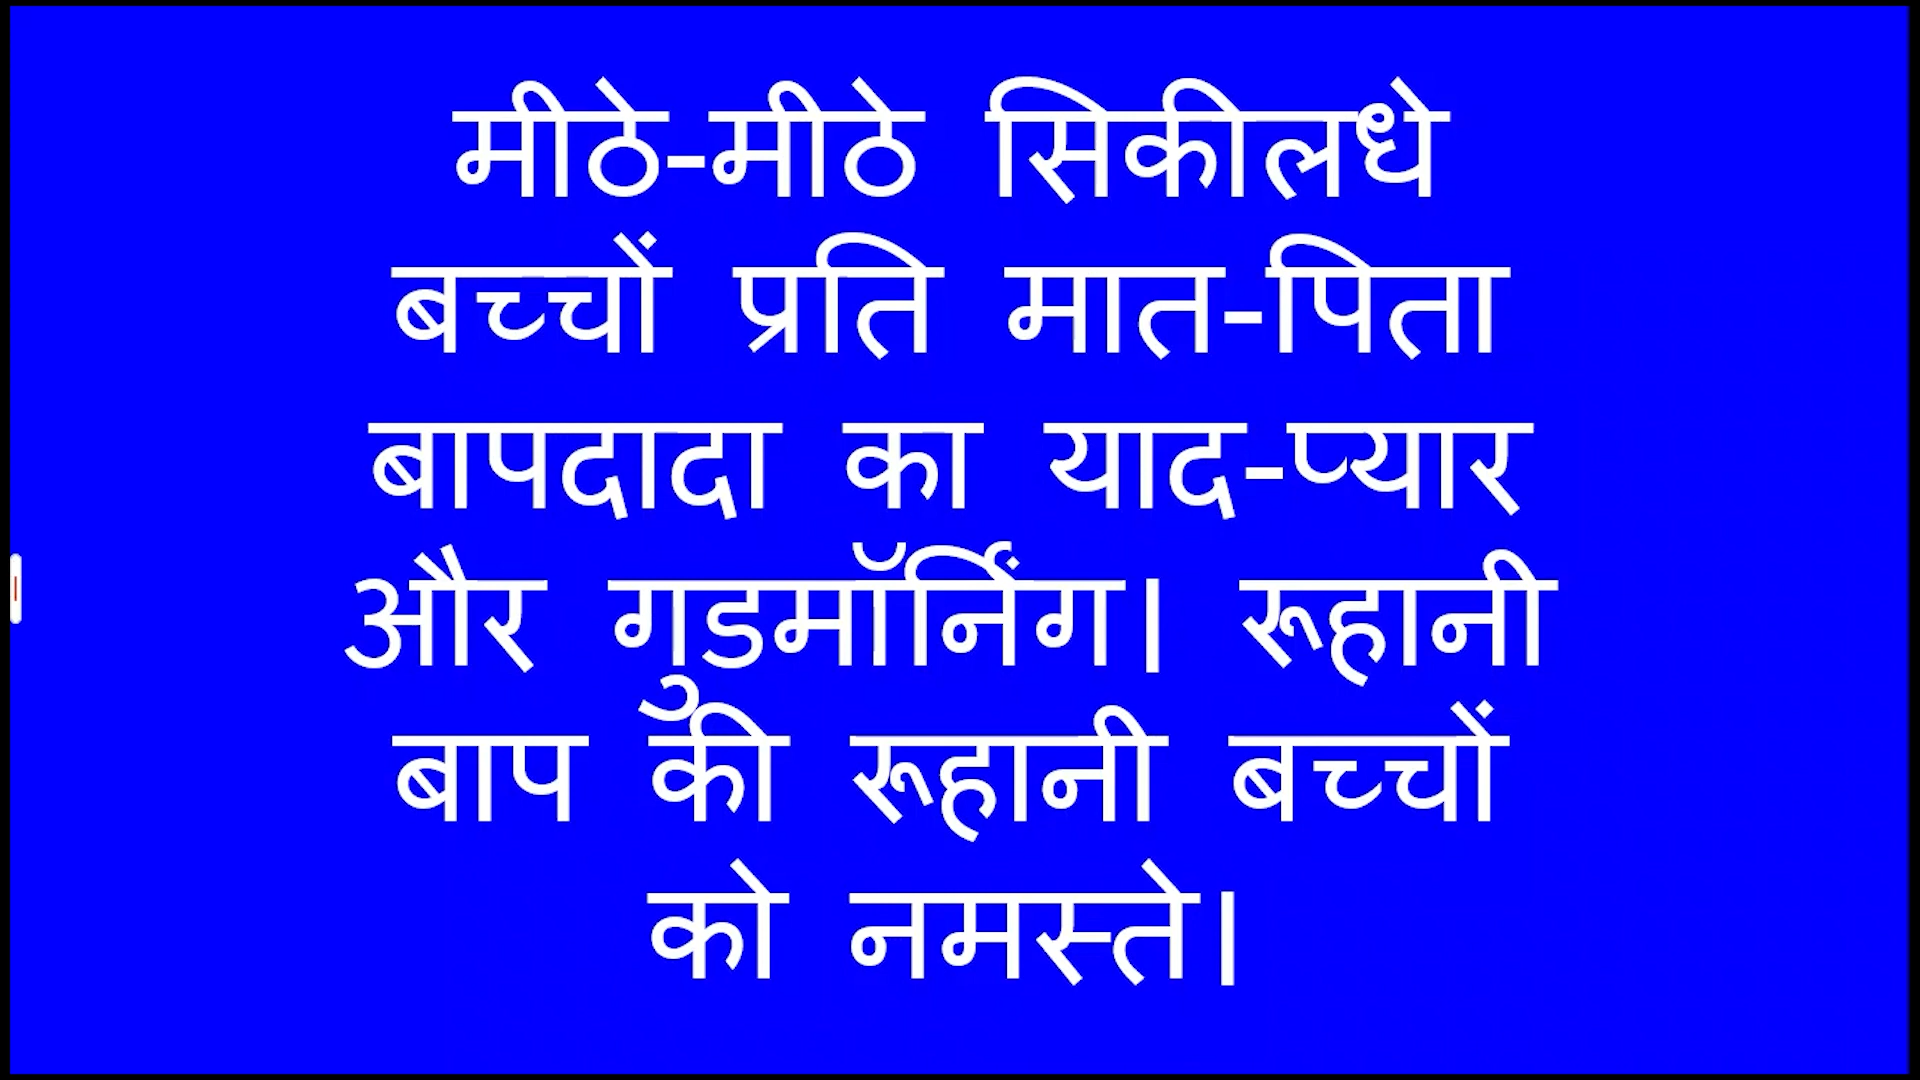 मीठे-मीठे सिकीलधे
बच्चों प्रति मात-पिता
बापदादा का याद-प्यार
और गुडमॉर्निंग। रूहानी
बाप की रूहानी बच्चों
को नमस्ते।